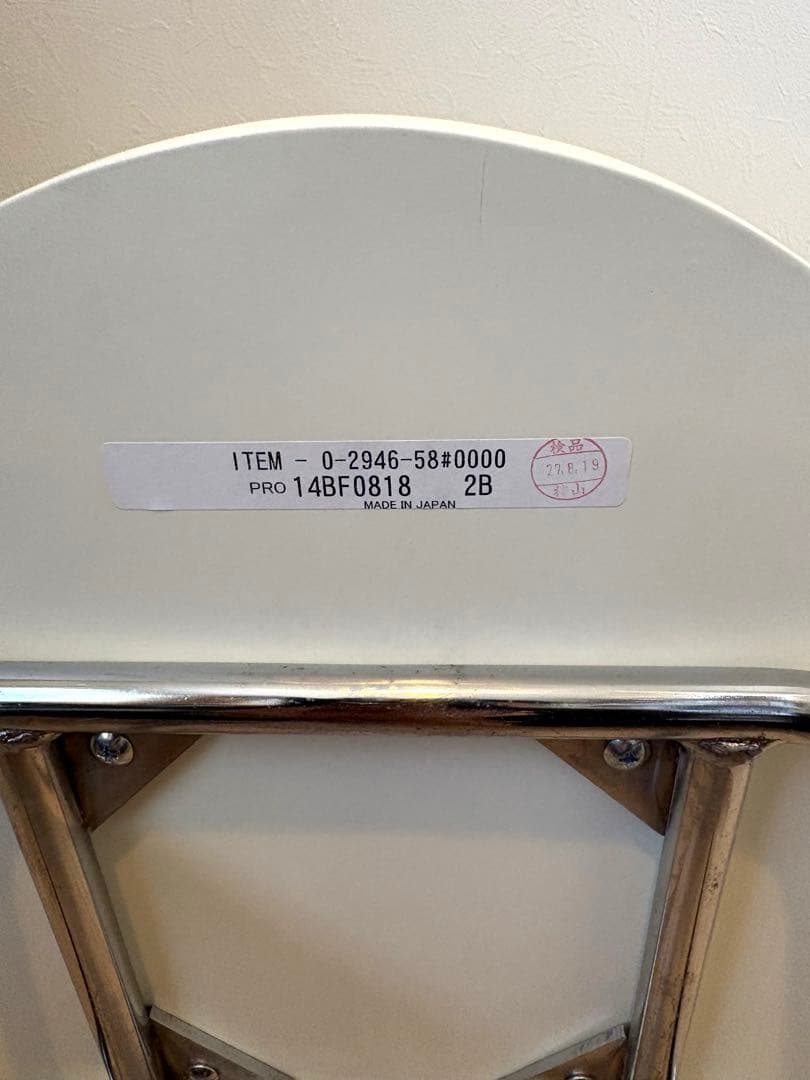 ITEM - 0-2946-58#0000
PRO 14BF0818 2B
MADE IN JAPAN
検品
27.8.19